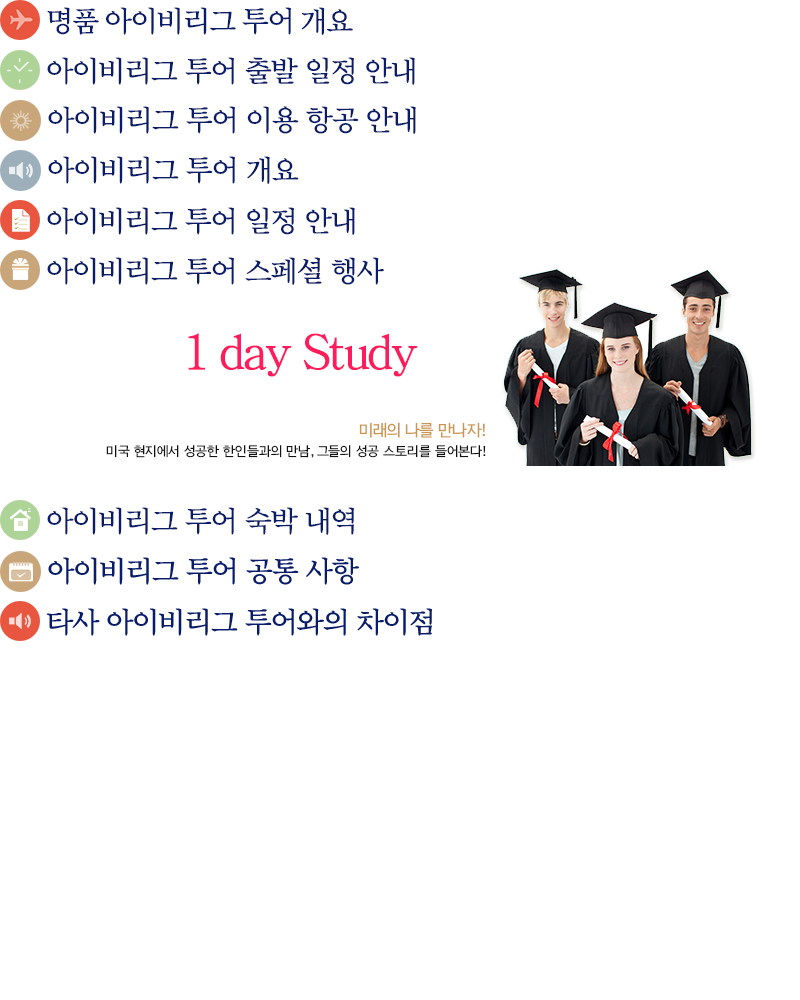 명품 아이비리그 투어 개요
아이비리그 투어 출발 일정 안내
아이비리그 투어 이용 항공 안내
아이비리그 투어 개요
아이비리그 투어 일정 안내
아이비리그 투어 스페셜 행사
1 day Study
미래의 나를 만나자!
미국 현지에서 성공한 한인들과의 만남, 그들의 성공 스토리를 들어본다!
아이비리그 투어 숙박 내역
아이비리그 투어 공통 사항
타사 아이비리그 투어와의 차이점